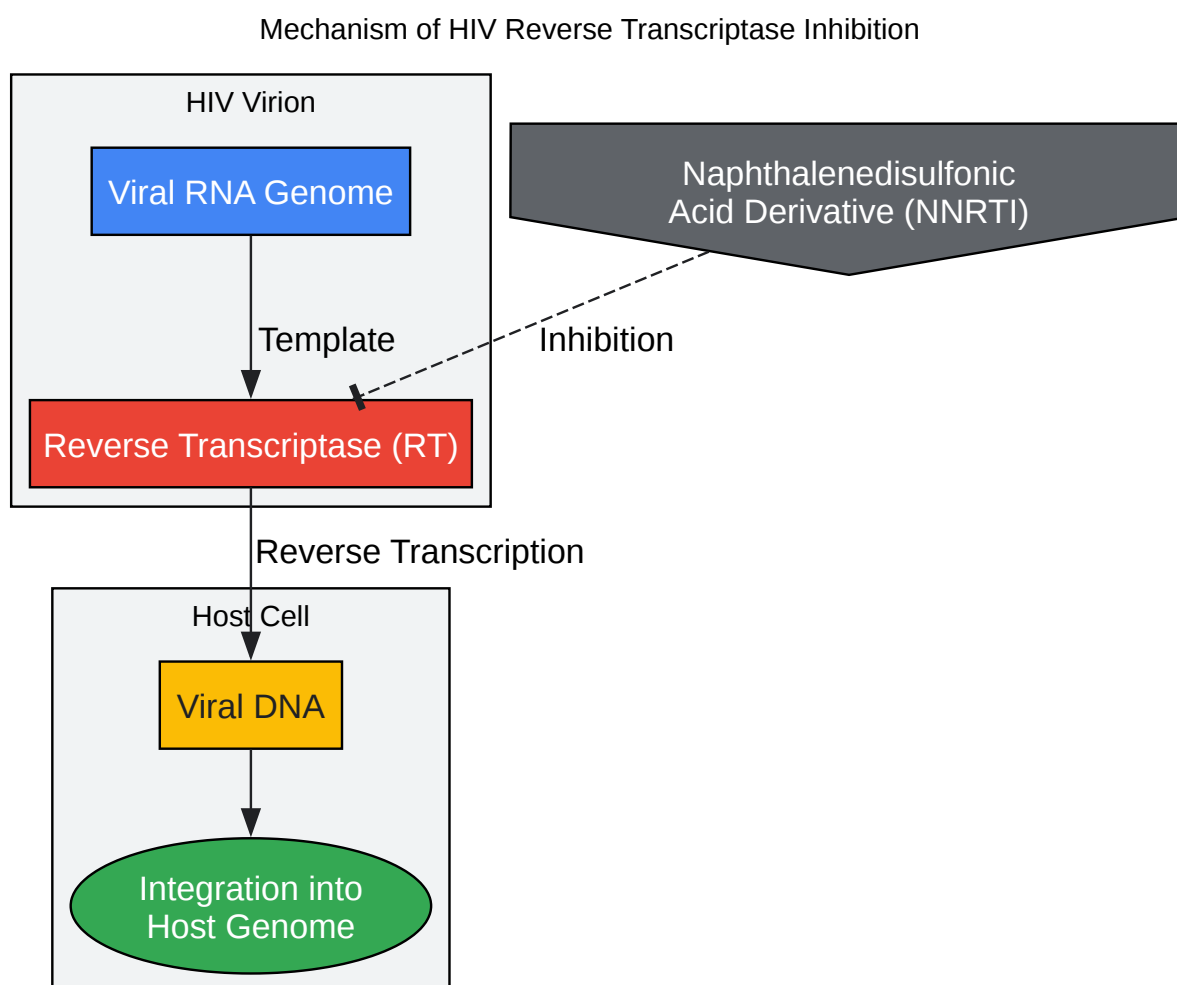 Mechanism of HIV Reverse Transcriptase Inhibition
HIV Virion
Viral RNA Genome
Naphthalenedisulfonic
Acid Derivative (NNRTI)
Template
Inhibition
Reverse Transcriptase (RT)
Reverse Transcription
Host Cell
Viral DNA
Integration into
Host Genome